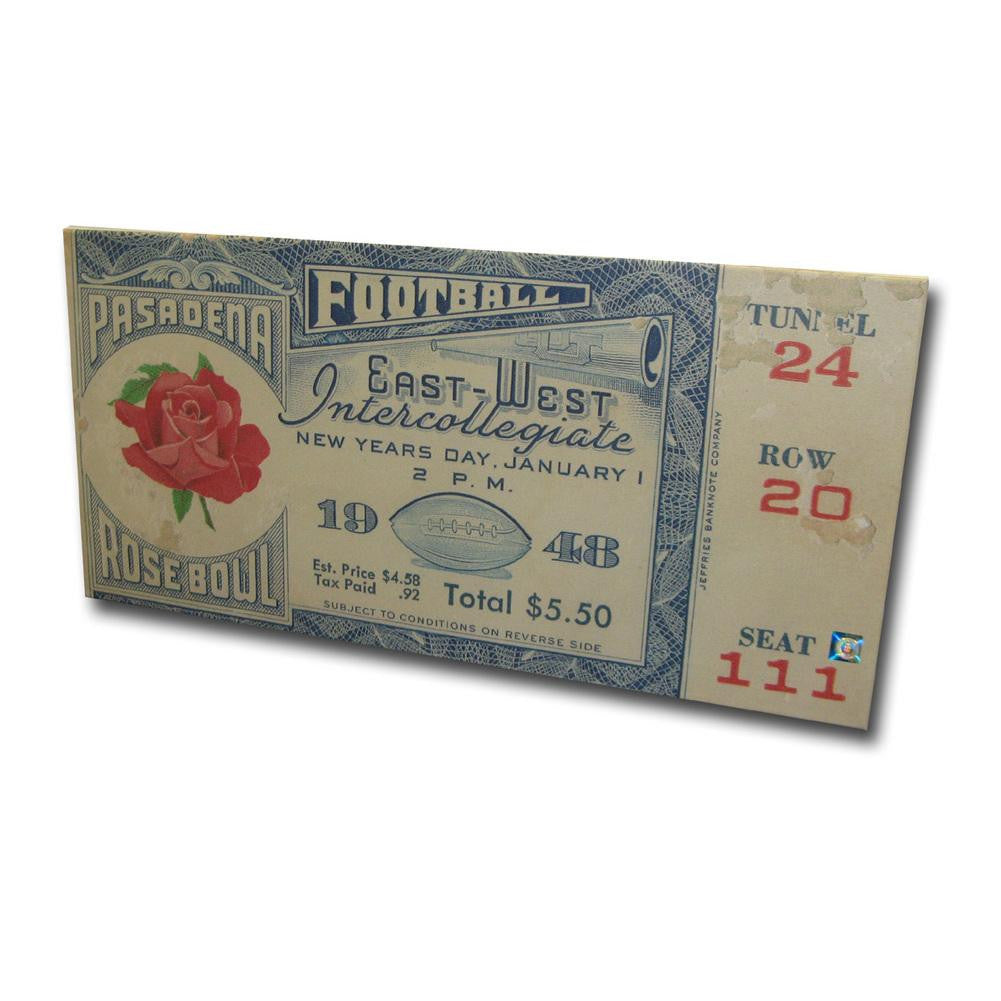 PASADENA
ROSE BOWL
FOOTBALL
EAST-WEST
Intercollegiate
NEW YEARS DAY, JANUARY 1
2 P. M.
19 48
Est. Price $4.58
Tax Paid .92
Total $5.50
SUBJECT TO CONDITIONS ON REVERSE SIDE
JEFFRIES BANKNOTE COMPANY
TUNNEL
24
ROW
20
SEAT
111